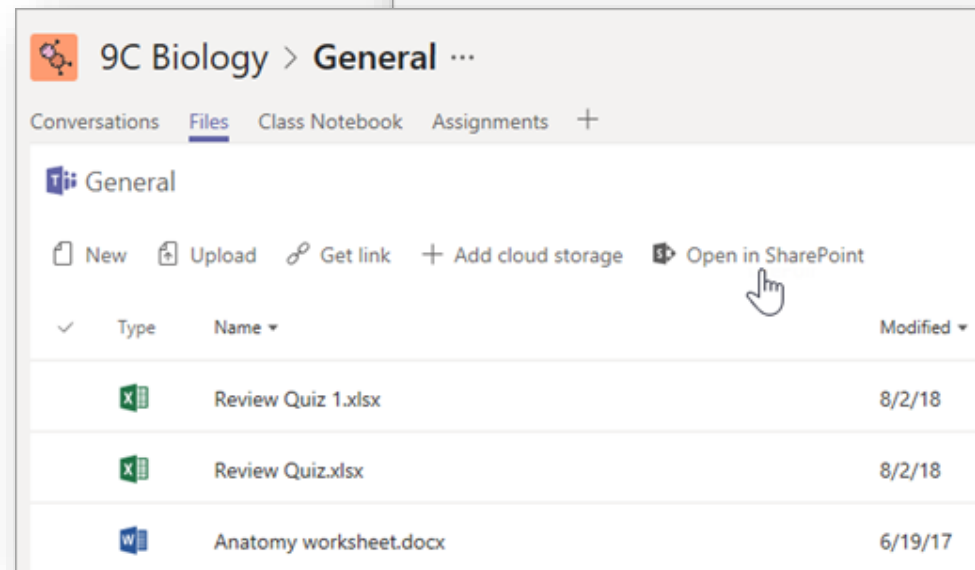 9C Biology > General ...
Conversations Files Class Notebook Assignments +
General
New Upload Get link + Add cloud storage Open in SharePoint
Type Name Modified
Review Quiz 1.xlsx 8/2/18
Review Quiz.xlsx 8/2/18
Anatomy worksheet.docx 6/19/17